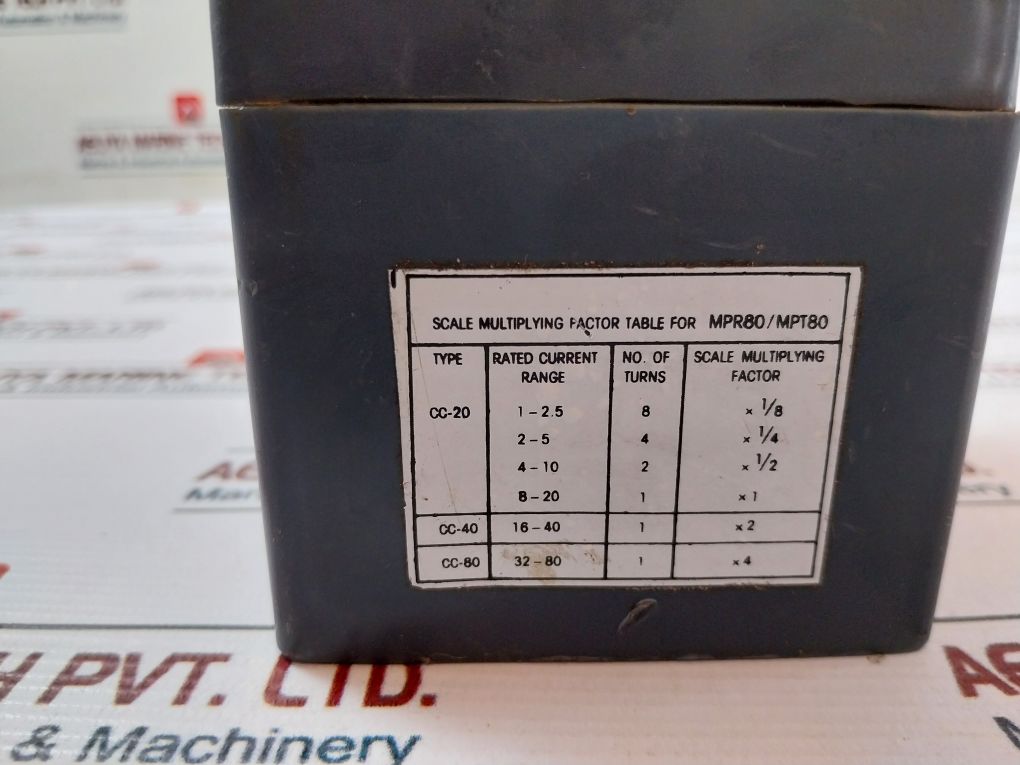 SCALE MULTIPLYING FACTOR TABLE FOR MPR80/MPT80
TYPE RATED CURRENT RANGE NO. OF TURNS SCALE MULTIPLYING FACTOR
CC-20 1-2.5 8 x 1/8
2-5 4 x 1/4
4-10 2 x 1/2
8-20 1 x 1
CC-40 16-40 1 x 2
CC-80 32-80 1 x 4
PVT. LTD.
& Machinery